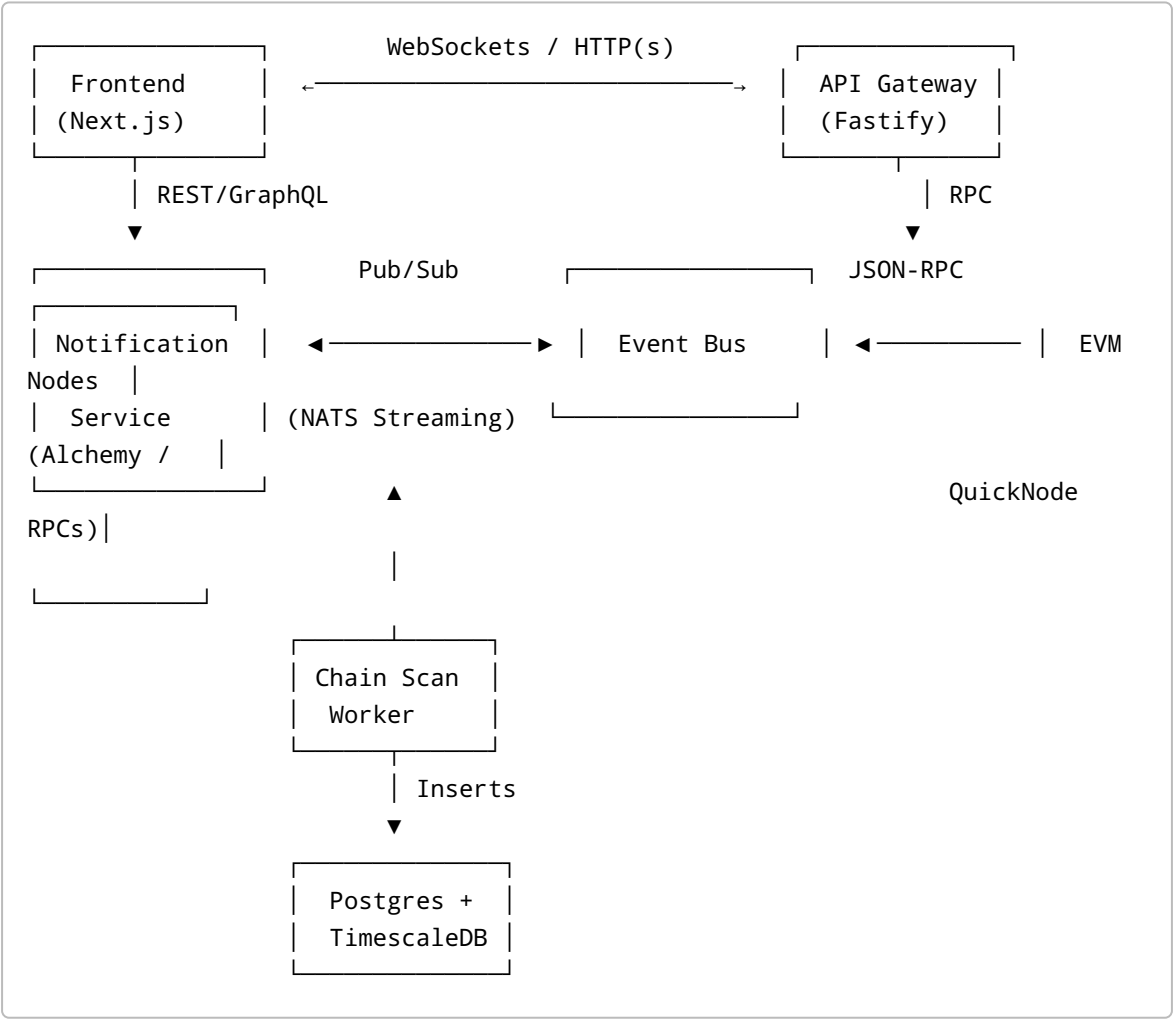 WebSockets / HTTP(s)
Frontend ←→ API Gateway
(Next.js) (Fastify)
REST/GraphQL RPC
Pub/Sub JSON-RPC
Notification Event Bus EVM
Nodes
Service (NATS Streaming)
(Alchemy /
QuickNode
RPCs)
Chain Scan
Worker
Inserts
Postgres +
TimescaleDB